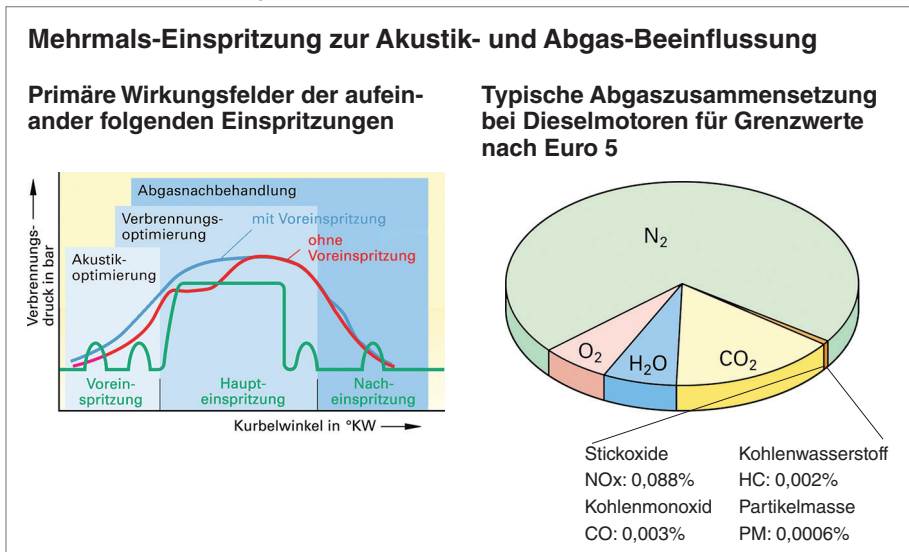 Mehrmals-Einspritzung zur Akustik- und Abgas-Beeinflussung
Primäre Wirkungsfelder der aufein-
ander folgenden Einspritzungen
Verbrennungs-
druck in bar
Abgasnachbehandlung
Verbrennungs-
optimierung
mit Voreinspritzung
Akustik-
optimierung
ohne
Voreinspritzung
Vorein-
spritzung
Haupt-
einspritzung
Nach-
einspritzung
Kurbelwinkel in °KW
Typische Abgaszusammensetzung
bei Dieselmotoren für Grenzwerte
nach Euro 5
N₂
O₂
H₂O
CO₂
Stickoxide
NOx: 0,088%
Kohlenmonoxid
CO: 0,003%
Kohlenwasserstoff
HC: 0,002%
Partikelmasse
PM: 0,0006%